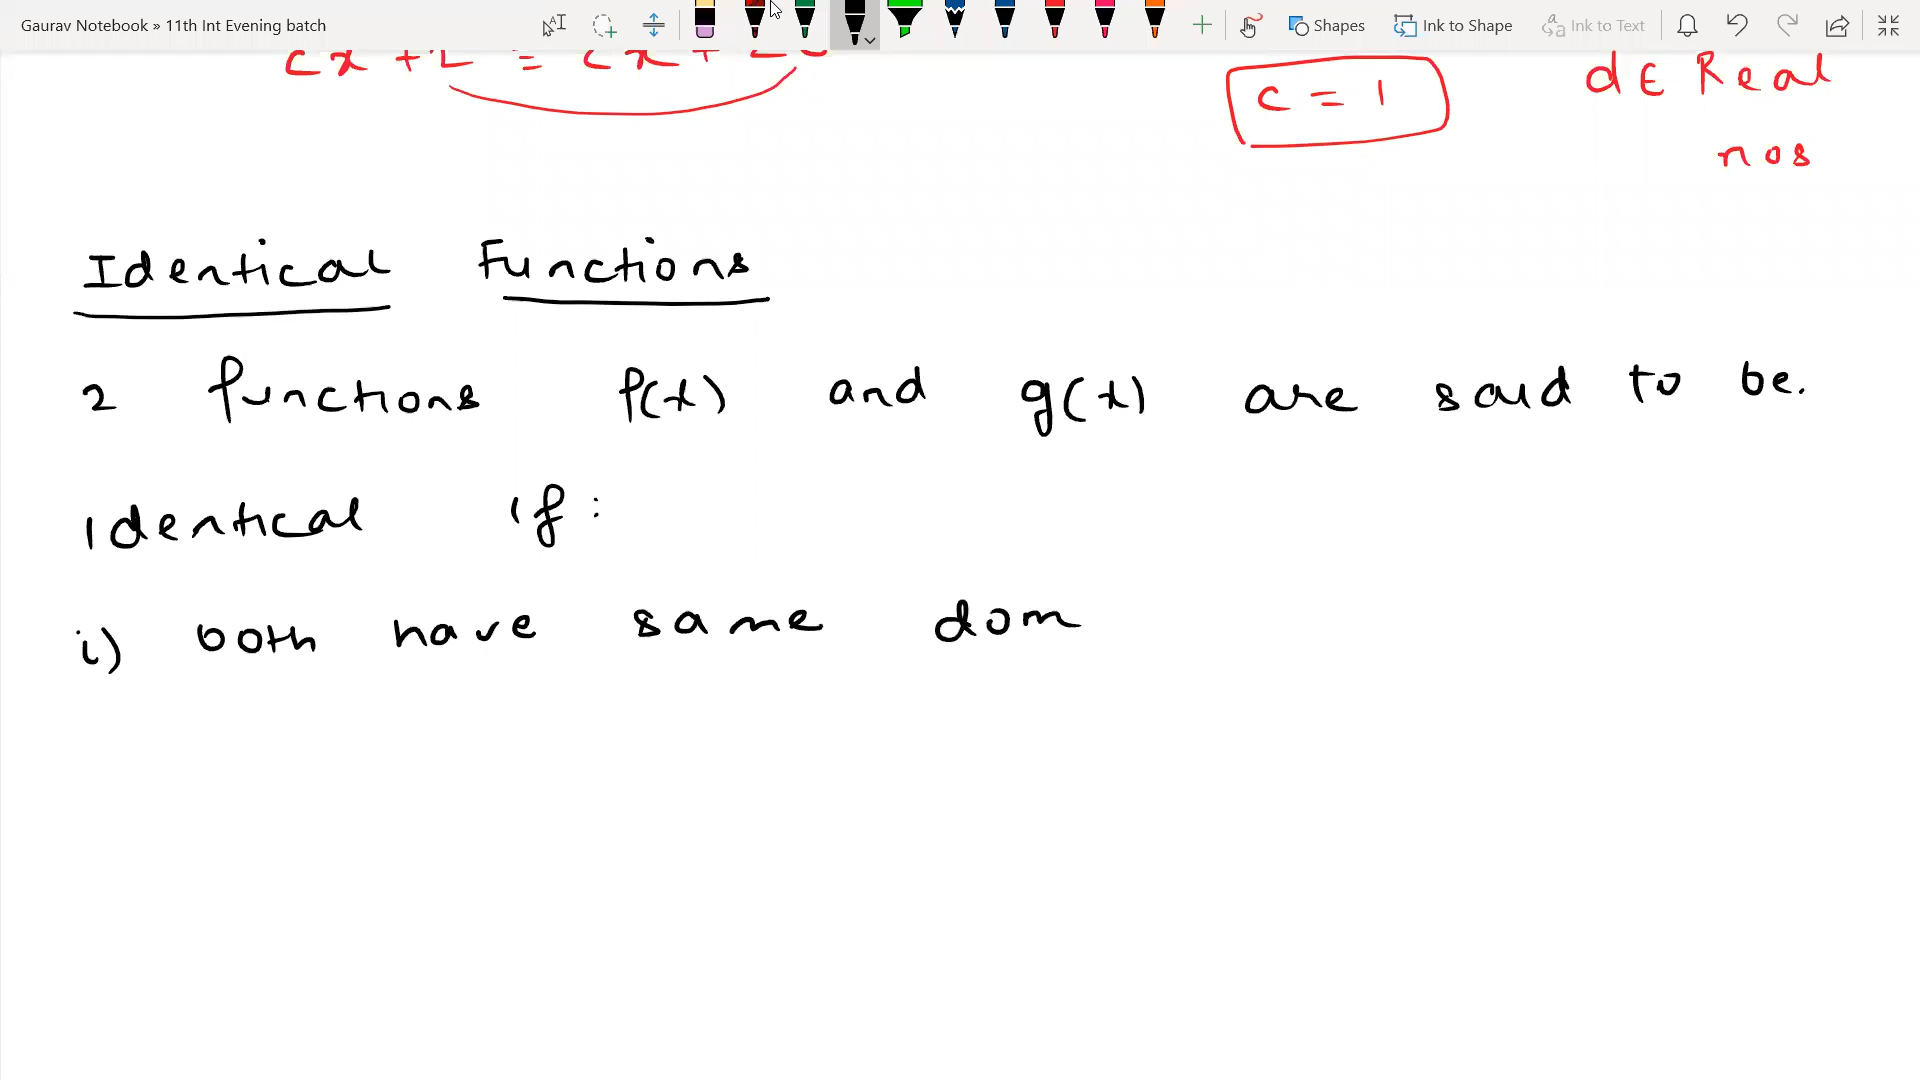 Gaurav Notebook » 11th Int Evening batch
Shapes
Ink to Shape
Ink to Text
c = 1
d ∈ Real
nos
Identical Functions
2 functions f(x) and g(x) are said to be.
identical if:
i) both have same dom